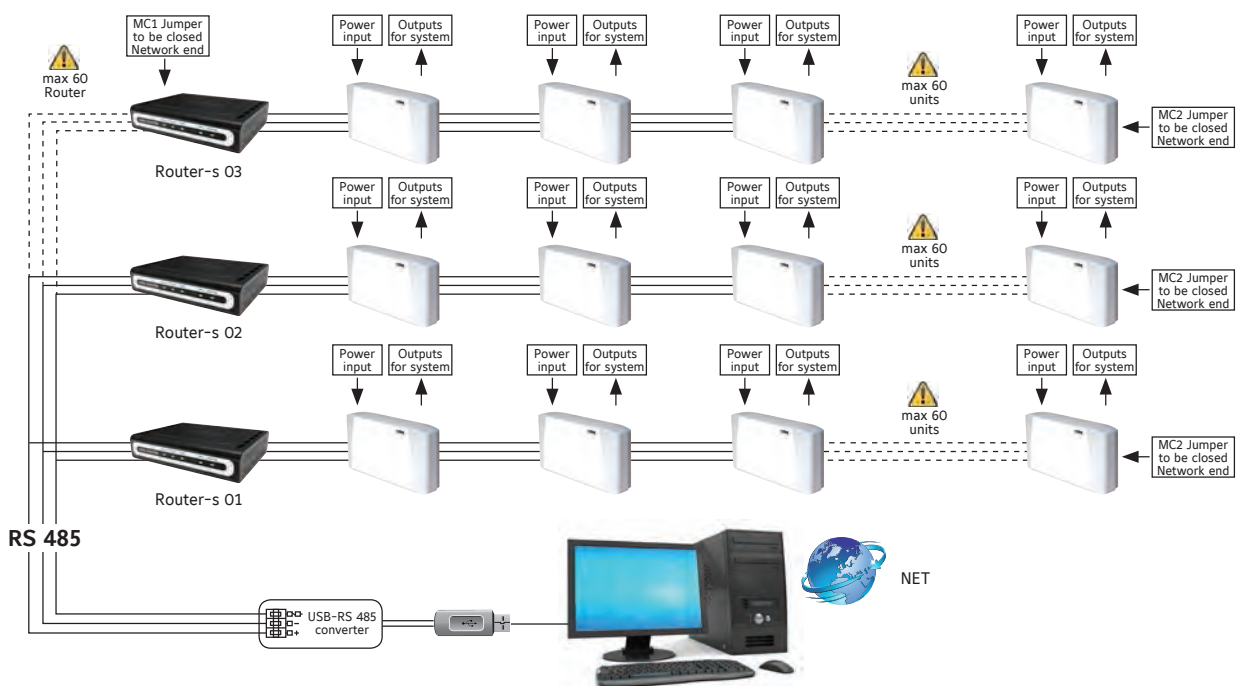 MC1 Jumper
to be closed
Network end
max 60
Router
Power
input
Outputs
for system
Power
input
Outputs
for system
Power
input
Outputs
for system
max 60
units
Power
input
Outputs
for system
MC2 Jumper
to be closed
Network end
Router-s 03
Power
input
Outputs
for system
Power
input
Outputs
for system
Power
input
Outputs
for system
max 60
units
Power
input
Outputs
for system
MC2 Jumper
to be closed
Network end
Router-s 02
Power
input
Outputs
for system
Power
input
Outputs
for system
Power
input
Outputs
for system
max 60
units
Power
input
Outputs
for system
MC2 Jumper
to be closed
Network end
Router-s 01
RS 485
USB-RS 485
converter
-
+
NET